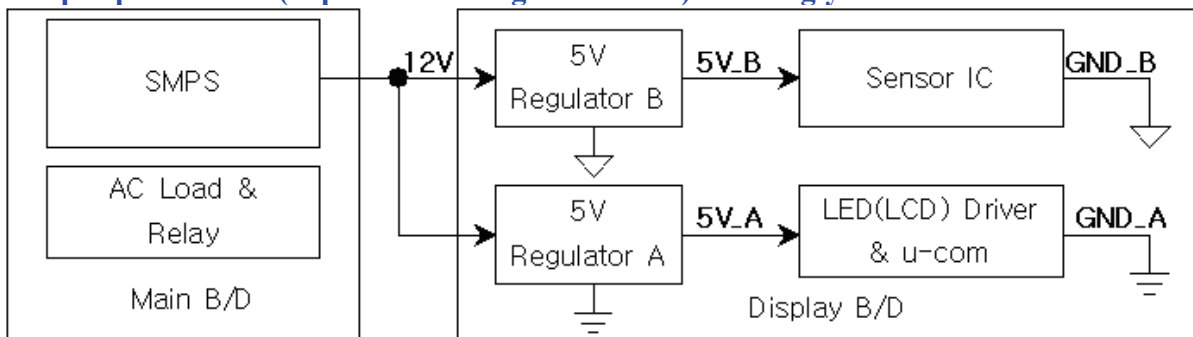 SMPS
AC Load &
Relay
Main B/D
12V
5V
Regulator B
5V_B
Sensor IC
GND_B
5V
Regulator A
5V_A
LED(LCD) Driver
& u-com
GND_A
Display B/D